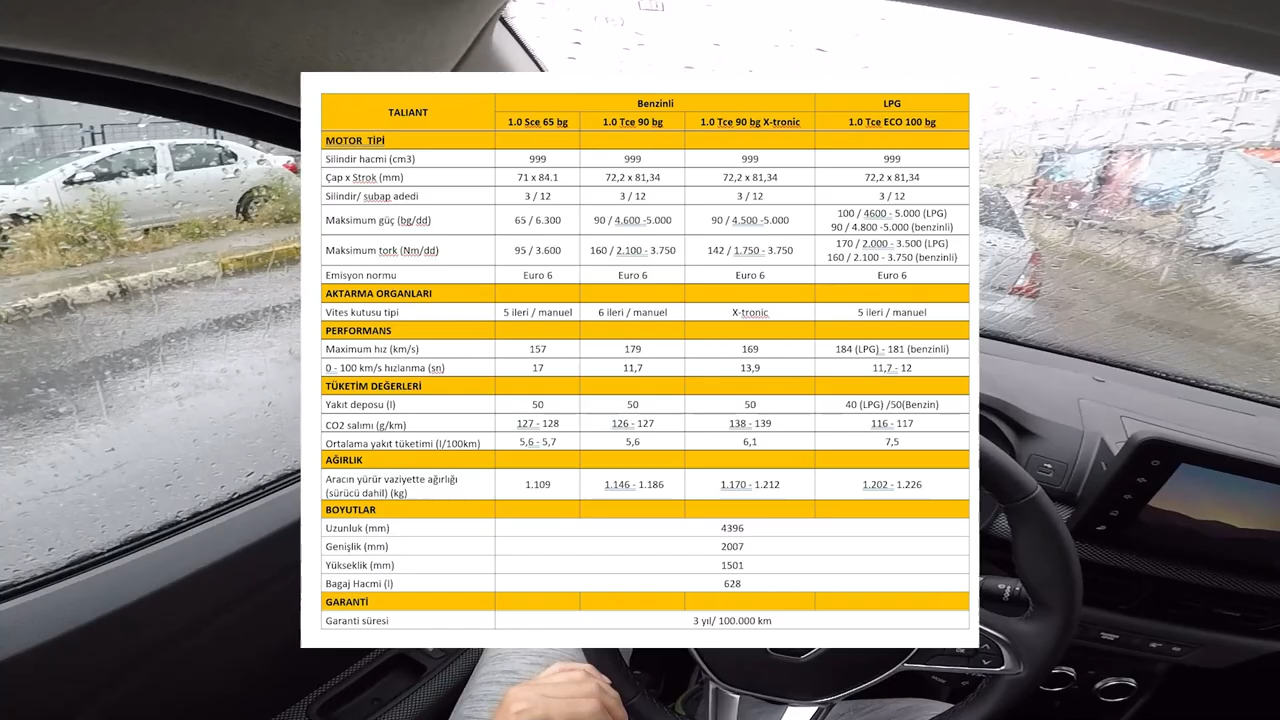 TALIANT Benzinli LPG
1.0 Sce 65 bg 1.0 Tce 90 bg 1.0 Tce 90 bg X-tronic 1.0 Tce ECO 100 bg
MOTOR TİPİ
Silindir hacmi (cm3) 999 999 999 999
Çap x Strok (mm) 71 x 84.1 72,2 x 81,34 72,2 x 81,34 72,2 x 81,34
Silindir/ subap adedi 3 / 12 3 / 12 3 / 12 3 / 12
Maksimum güç (bg/dd) 65 / 6.300 90 / 4.600 -5.000 90 / 4.500 -5.000 100 / 4600 - 5.000 (LPG)
90 / 4.800 -5.000 (benzinli)
Maksimum tork (Nm/dd) 95 / 3.600 160 / 2.100 - 3.750 142 / 1.750 - 3.750 170 / 2.000 - 3.500 (LPG)
160 / 2.100 - 3.750 (benzinli)
Emisyon normu Euro 6 Euro 6 Euro 6 Euro 6
AKTARMA ORGANLARI
Vites kutusu tipi 5 ileri / manuel 6 ileri / manuel X-tronic 5 ileri / manuel
PERFORMANS
Maximum hız (km/s) 157 179 169 184 (LPG) - 181 (benzinli)
0 - 100 km/s hızlanma (sn) 17 11,7 13,9 11,7 - 12
TÜKETİM DEĞERLERİ
Yakıt deposu (l) 50 50 50 40 (LPG) /50(Benzin)
CO2 salımı (g/km) 127 - 128 126 - 127 138 - 139 116 - 117
Ortalama yakıt tüketimi (l/100km) 5,6 - 5,7 5,6 6,1 7,5
AĞIRLIK
Aracın yürür vaziyette ağırlığı
(sürücü dahil) (kg) 1.109 1.146 - 1.186 1.170 - 1.212 1.202 - 1.226
BOYUTLAR
Uzunluk (mm) 4396
Genişlik (mm) 2007
Yükseklik (mm) 1501
Bagaj Hacmi (l) 628
GARANTİ
Garanti süresi 3 yıl/ 100.000 km